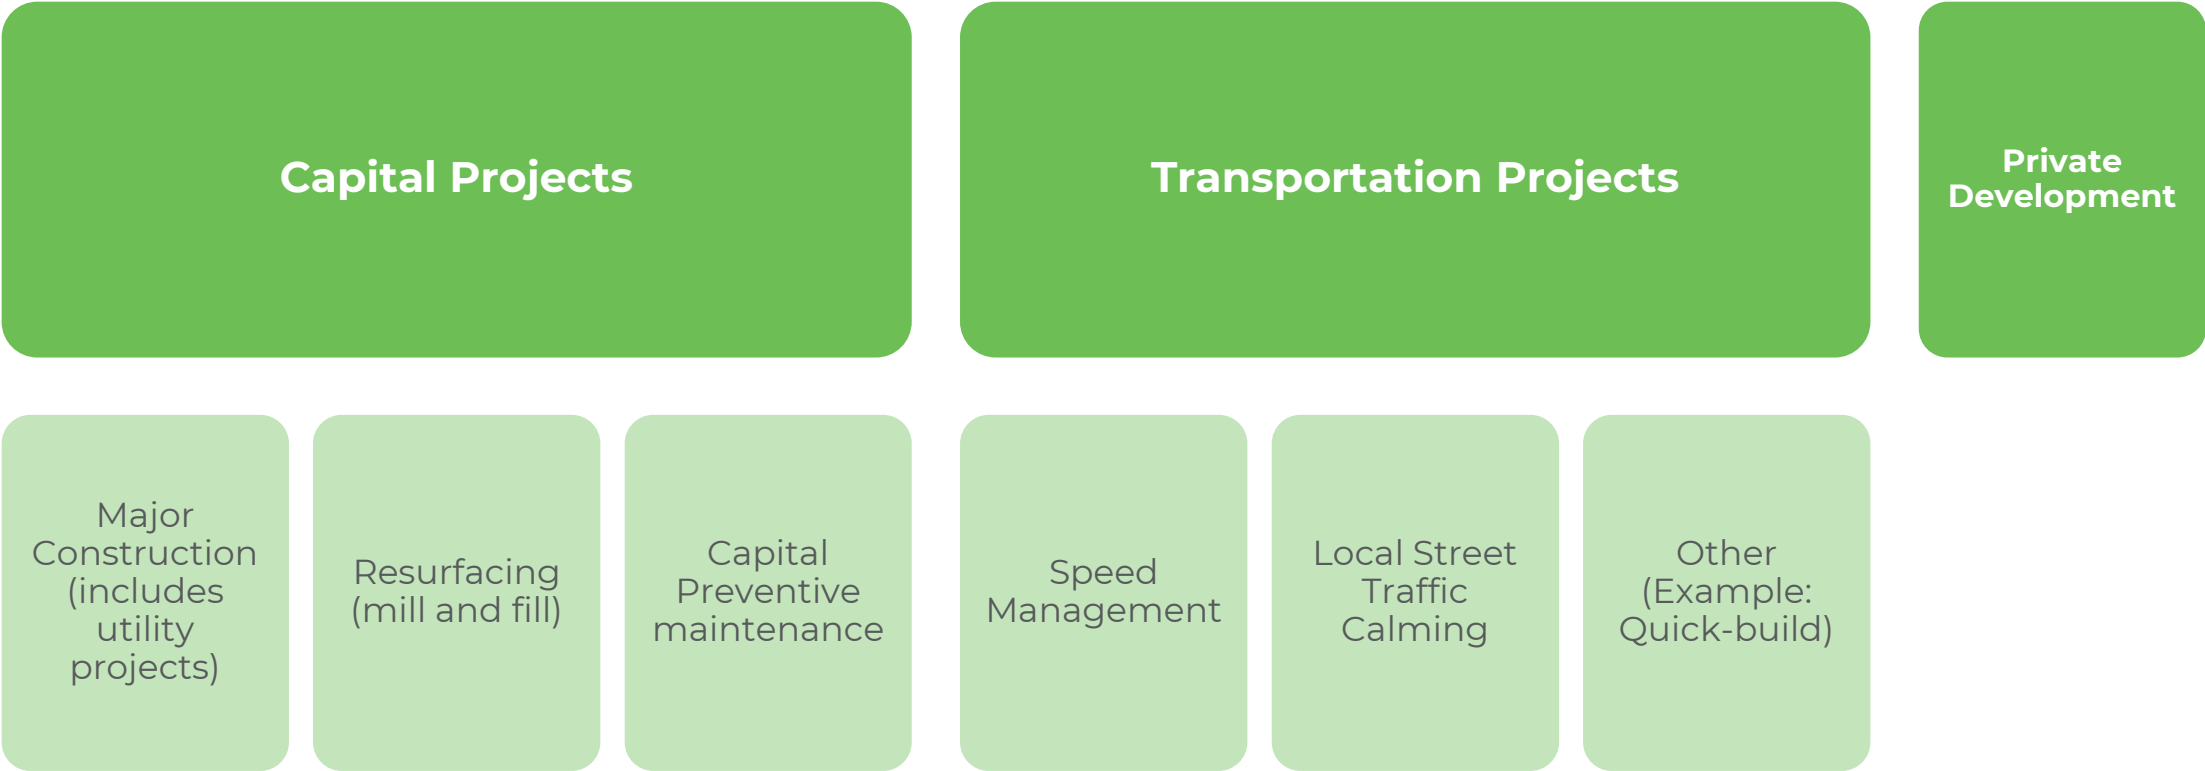 Capital Projects
Transportation Projects
Private
Development
Major
Construction
(includes
utility
projects)
Resurfacing
(mill and fill)
Capital
Preventive
maintenance
Speed
Management
Local Street
Traffic
Calming
Other
(Example:
Quick-build)